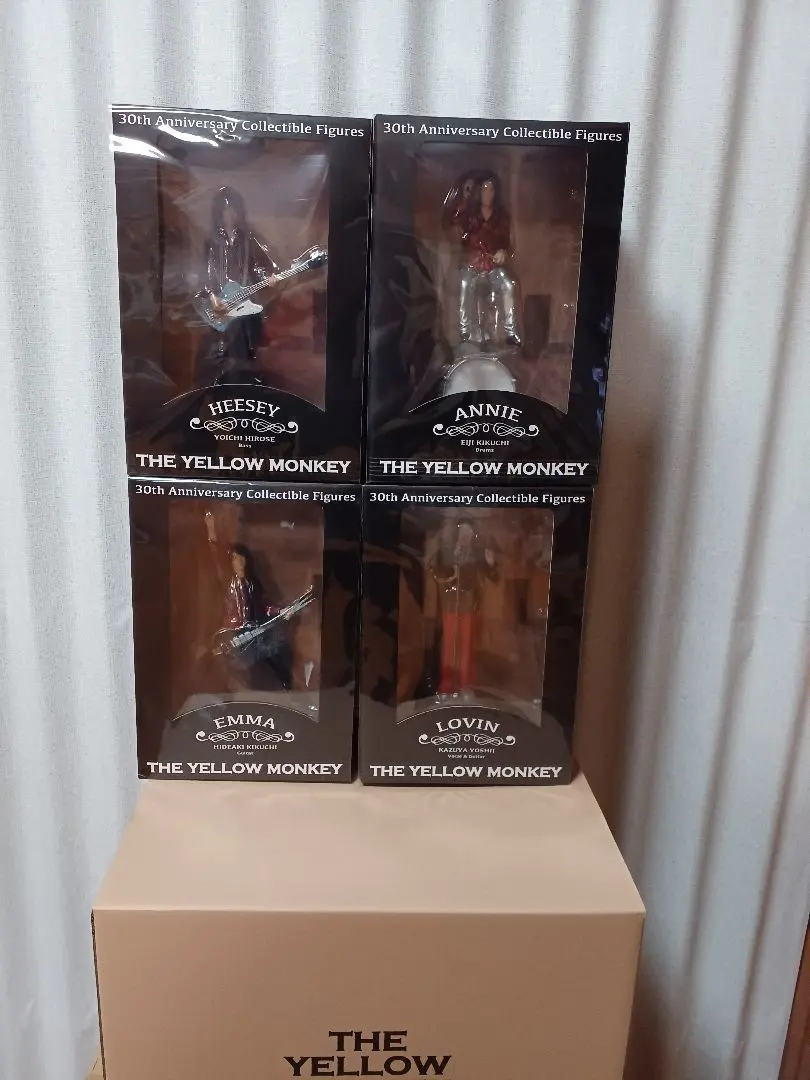 30th Anniversary Collectible Figures
HEESEY
YOICHI HIROSE
Bass
THE YELLOW MONKEY
30th Anniversary Collectible Figures
ANNIE
EIJI KIKUCHI
Drums
THE YELLOW MONKEY
30th Anniversary Collectible Figures
EMMA
HIDEAKI KIKUCHI
Guitar
THE YELLOW MONKEY
30th Anniversary Collectible Figures
LOVIN
KAZUYA YOSHII
Vocal & Guitar
THE YELLOW MONKEY
THE
YELLOW